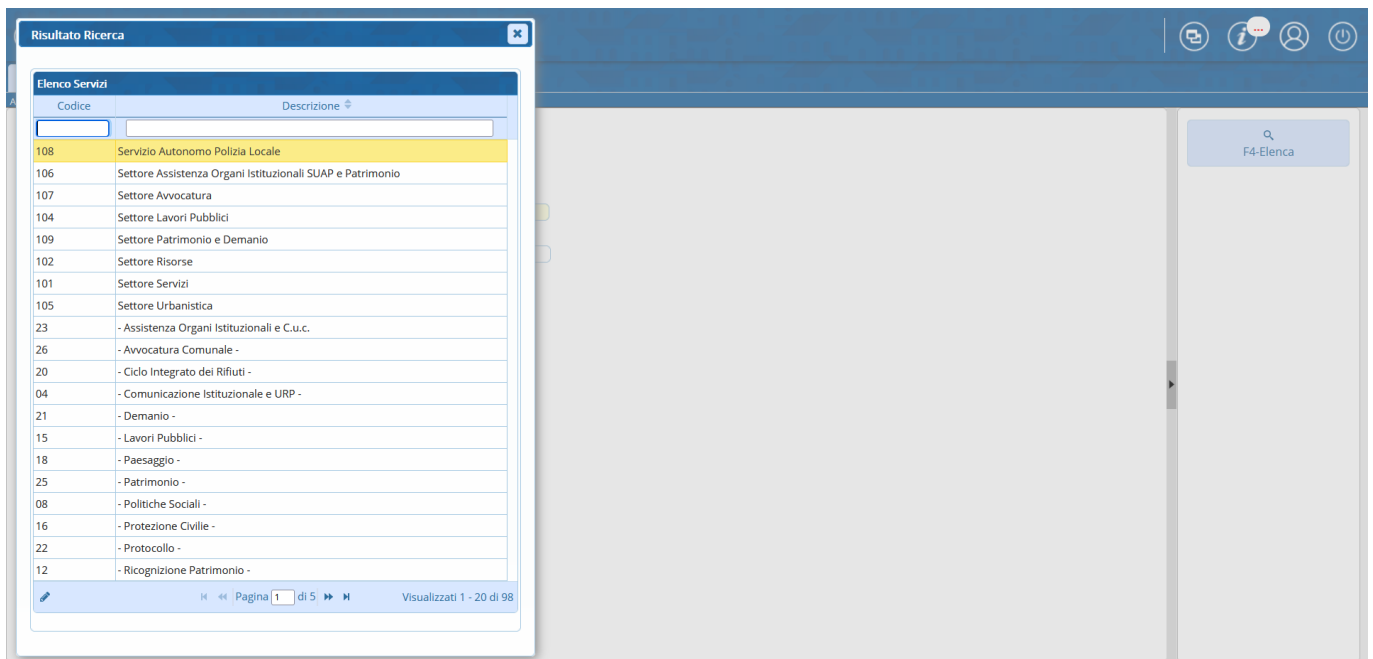 Risultato Ricerca
Elenco Servizi
Codice Descrizione
108 Servizio Autonomo Polizia Locale
106 Settore Assistenza Organi Istituzionali SUAP e Patrimonio
107 Settore Avvocatura
104 Settore Lavori Pubblici
109 Settore Patrimonio e Demanio
102 Settore Risorse
101 Settore Servizi
105 Settore Urbanistica
23 - Assistenza Organi Istituzionali e C.u.c.
26 - Avvocatura Comunale -
20 - Ciclo Integrato dei Rifiuti -
04 - Comunicazione Istituzionale e URP -
21 - Demanio -
15 - Lavori Pubblici -
18 - Paesaggio -
25 - Patrimonio -
08 - Politiche Sociali -
16 - Protezione Civilie -
22 - Protocollo -
12 - Ricognizione Patrimonio -
Pagina 1 di 5 Visualizzati 1 - 20 di 98
...
F4-Elenca